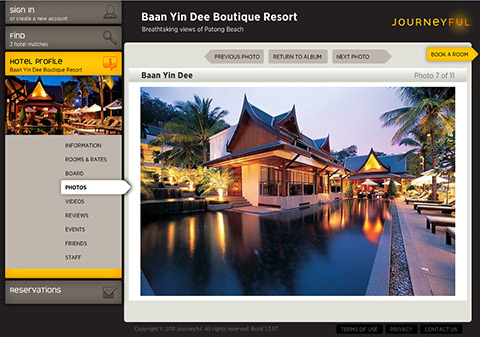 SIGN IN
or create a new account
FIND
2 hotel matches
HOTEL PROFILE
Baan Yin Dee Boutique Resort
INFORMATION
ROOMS & RATES
BOARD
PHOTOS
VIDEOS
REVIEWS
EVENTS
FRIENDS
STAFF
RESERVATIONS
Baan Yin Dee Boutique Resort
Breathtaking views of Patong Beach
JOURNEYFUL
PREVIOUS PHOTO
RETURN TO ALBUM
NEXT PHOTO
BOOK A ROOM
Baan Yin Dee
Photo 7 of 11
Copyright © 2011 Journeyful. All rights reserved. Build 1.3.97
TERMS OF USE
PRIVACY
CONTACT US